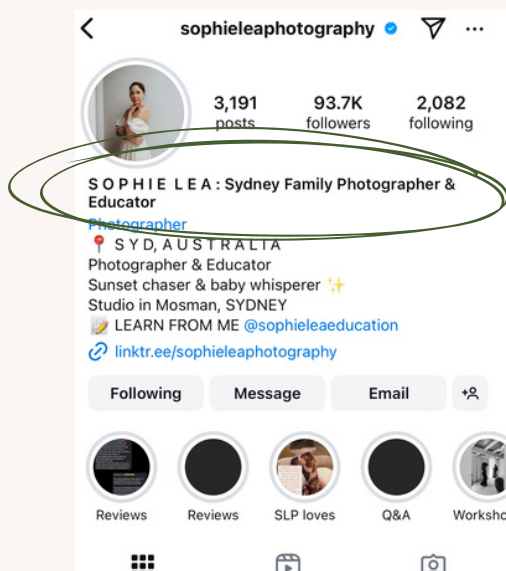 sophieleaphotography
3,191 93.7K 2,082
posts followers following
S O P H I E L E A : Sydney Family Photographer &
Educator
Photographer
📍 S Y D, A U S T R A L I A
Photographer & Educator
Sunset chaser & baby whisperer ✨
Studio in Mosman, SYDNEY
📝 LEARN FROM ME @sophieleaeducation
linktr.ee/sophieleaphotography
Following Message Email
Reviews Reviews SLP loves Q&A Worksho